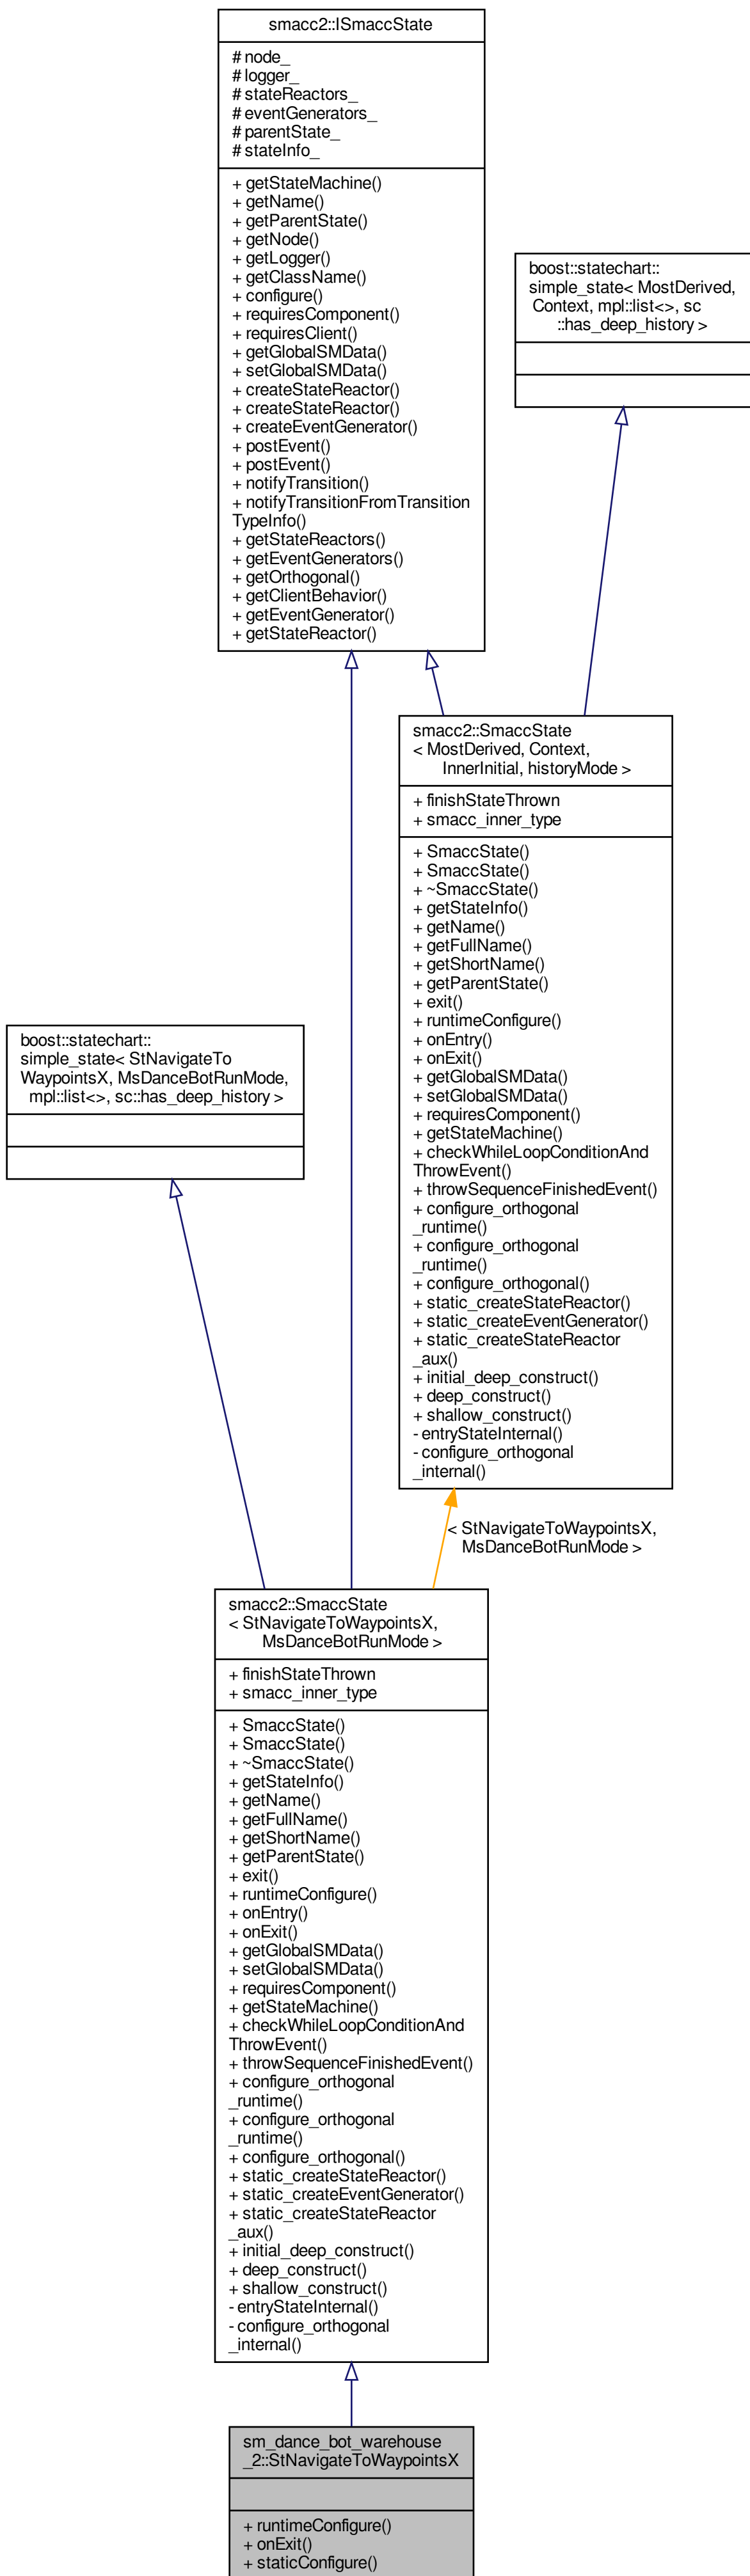 smacc2::ISmaccState
# node_
# logger_
# stateReactors_
# eventGenerators_
# parentState_
# stateInfo_
+ getStateMachine()
+ getName()
+ getParentState()
+ getNode()
+ getLogger()
+ getClassName()
+ configure()
+ requiresComponent()
+ requiresClient()
+ getGlobalSMData()
+ setGlobalSMData()
+ createStateReactor()
+ createStateReactor()
+ createEventGenerator()
+ postEvent()
+ postEvent()
+ notifyTransition()
+ notifyTransitionFromTransition
TypeInfo()
+ getStateReactors()
+ getEventGenerators()
+ getOrthogonal()
+ getClientBehavior()
+ getEventGenerator()
+ getStateReactor()
boost::statechart::
simple_state< MostDerived,
Context, mpl::list<>, sc
::has_deep_history >
smacc2::SmaccState
< MostDerived, Context,
InnerInitial, historyMode >
+ finishStateThrown
+ smacc_inner_type
+ SmaccState()
+ SmaccState()
+ ~SmaccState()
+ getStateInfo()
+ getName()
+ getFullName()
+ getShortName()
+ getParentState()
+ exit()
+ runtimeConfigure()
+ onEntry()
+ onExit()
+ getGlobalSMData()
+ setGlobalSMData()
+ requiresComponent()
+ getStateMachine()
+ checkWhileLoopConditionAnd
ThrowEvent()
+ throwSequenceFinishedEvent()
+ configure_orthogonal
_runtime()
+ configure_orthogonal
_runtime()
+ configure_orthogonal()
+ static_createStateReactor()
+ static_createEventGenerator()
+ static_createStateReactor
_aux()
+ initial_deep_construct()
+ deep_construct()
+ shallow_construct()
- entryStateInternal()
- configure_orthogonal
_internal()
boost::statechart::
simple_state< StNavigateTo
WaypointsX, MsDanceBotRunMode,
mpl::list<>, sc::has_deep_history >
< StNavigateToWaypointsX,
MsDanceBotRunMode >
smacc2::SmaccState
< StNavigateToWaypointsX,
MsDanceBotRunMode >
+ finishStateThrown
+ smacc_inner_type
+ SmaccState()
+ SmaccState()
+ ~SmaccState()
+ getStateInfo()
+ getName()
+ getFullName()
+ getShortName()
+ getParentState()
+ exit()
+ runtimeConfigure()
+ onEntry()
+ onExit()
+ getGlobalSMData()
+ setGlobalSMData()
+ requiresComponent()
+ getStateMachine()
+ checkWhileLoopConditionAnd
ThrowEvent()
+ throwSequenceFinishedEvent()
+ configure_orthogonal
_runtime()
+ configure_orthogonal
_runtime()
+ configure_orthogonal()
+ static_createStateReactor()
+ static_createEventGenerator()
+ static_createStateReactor
_aux()
+ initial_deep_construct()
+ deep_construct()
+ shallow_construct()
- entryStateInternal()
- configure_orthogonal
_internal()
sm_dance_bot_warehouse
_2::StNavigateToWaypointsX
+ runtimeConfigure()
+ onExit()
+ staticConfigure()